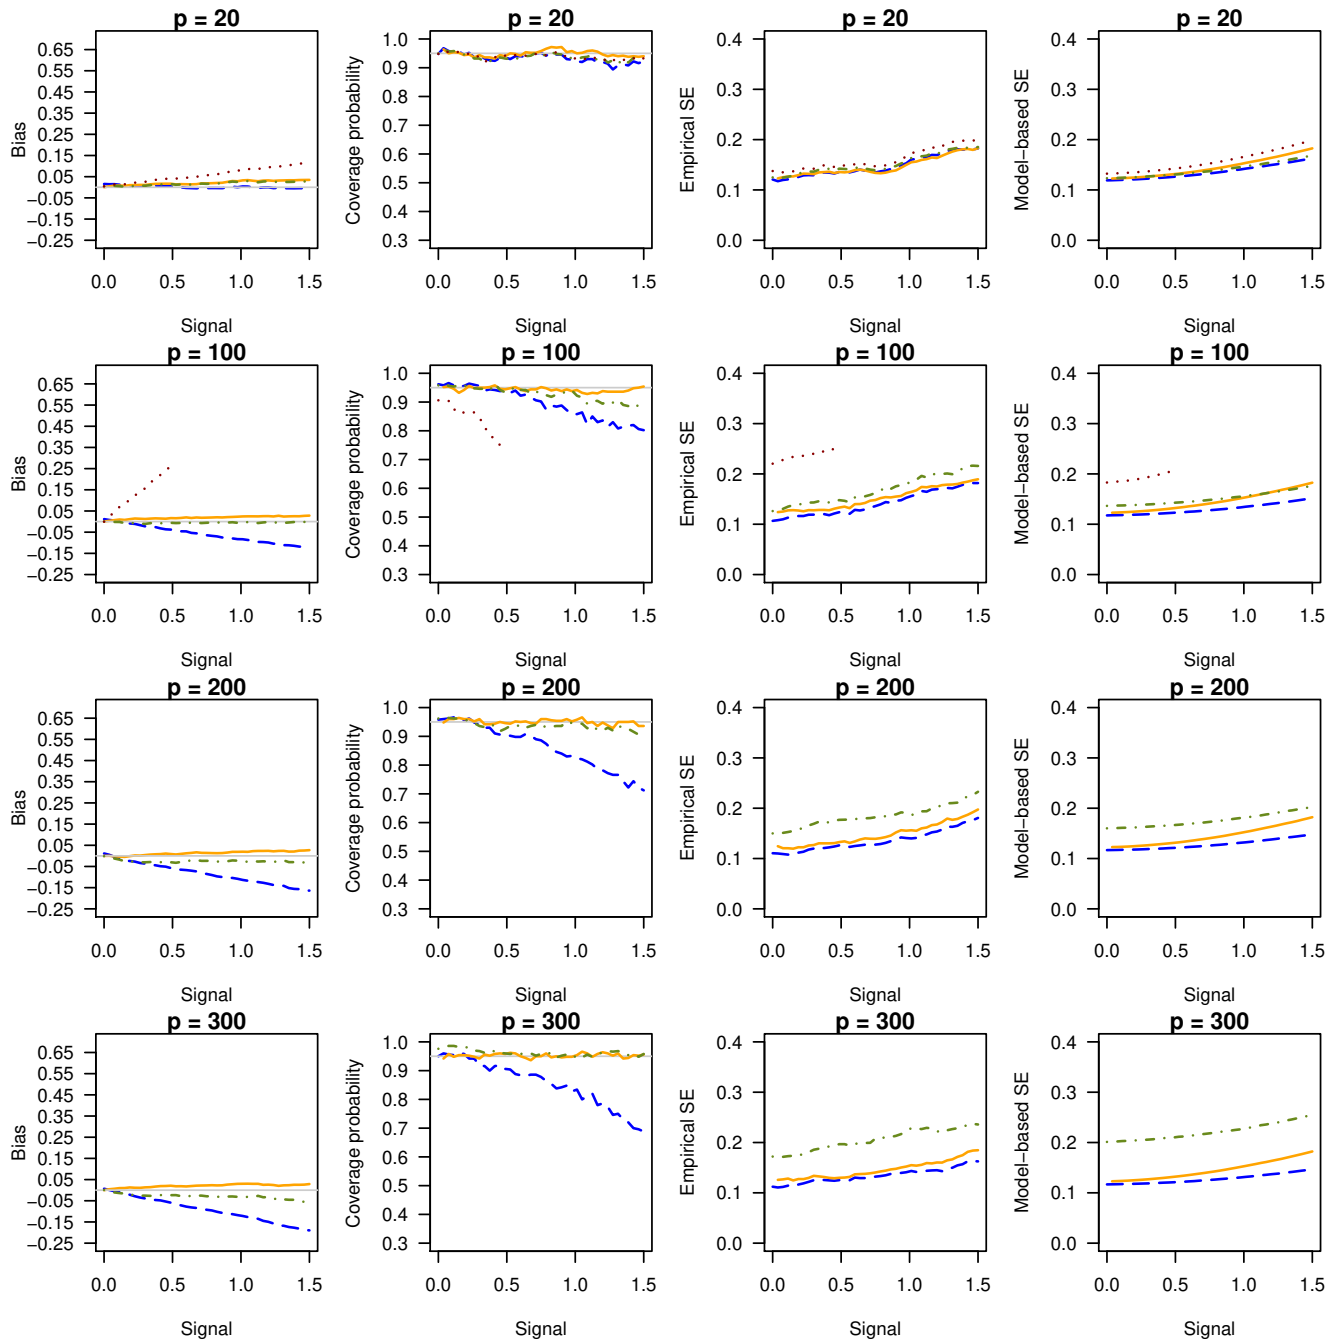 p = 20
p = 20
p = 20
p = 20
Bias
0.65
0.55
0.45
0.35
0.25
0.15
0.05
−0.05
−0.15
−0.25
0.0 0.5 1.0 1.5
Signal
Coverage probability
1.0
0.9
0.8
0.7
0.6
0.5
0.4
0.3
0.0 0.5 1.0 1.5
Signal
Empirical SE
0.4
0.3
0.2
0.1
0.0
0.0 0.5 1.0 1.5
Signal
Model−based SE
0.4
0.3
0.2
0.1
0.0
0.0 0.5 1.0 1.5
Signal
p = 100
p = 100
p = 100
p = 100
Bias
0.65
0.55
0.45
0.35
0.25
0.15
0.05
−0.05
−0.15
−0.25
0.0 0.5 1.0 1.5
Signal
Coverage probability
1.0
0.9
0.8
0.7
0.6
0.5
0.4
0.3
0.0 0.5 1.0 1.5
Signal
Empirical SE
0.4
0.3
0.2
0.1
0.0
0.0 0.5 1.0 1.5
Signal
Model−based SE
0.4
0.3
0.2
0.1
0.0
0.0 0.5 1.0 1.5
Signal
p = 200
p = 200
p = 200
p = 200
Bias
0.65
0.55
0.45
0.35
0.25
0.15
0.05
−0.05
−0.15
−0.25
0.0 0.5 1.0 1.5
Signal
Coverage probability
1.0
0.9
0.8
0.7
0.6
0.5
0.4
0.3
0.0 0.5 1.0 1.5
Signal
Empirical SE
0.4
0.3
0.2
0.1
0.0
0.0 0.5 1.0 1.5
Signal
Model−based SE
0.4
0.3
0.2
0.1
0.0
0.0 0.5 1.0 1.5
Signal
p = 300
p = 300
p = 300
p = 300
Bias
0.65
0.55
0.45
0.35
0.25
0.15
0.05
−0.05
−0.15
−0.25
0.0 0.5 1.0 1.5
Signal
Coverage probability
1.0
0.9
0.8
0.7
0.6
0.5
0.4
0.3
0.0 0.5 1.0 1.5
Signal
Empirical SE
0.4
0.3
0.2
0.1
0.0
0.0 0.5 1.0 1.5
Signal
Model−based SE
0.4
0.3
0.2
0.1
0.0
0.0 0.5 1.0 1.5
Signal